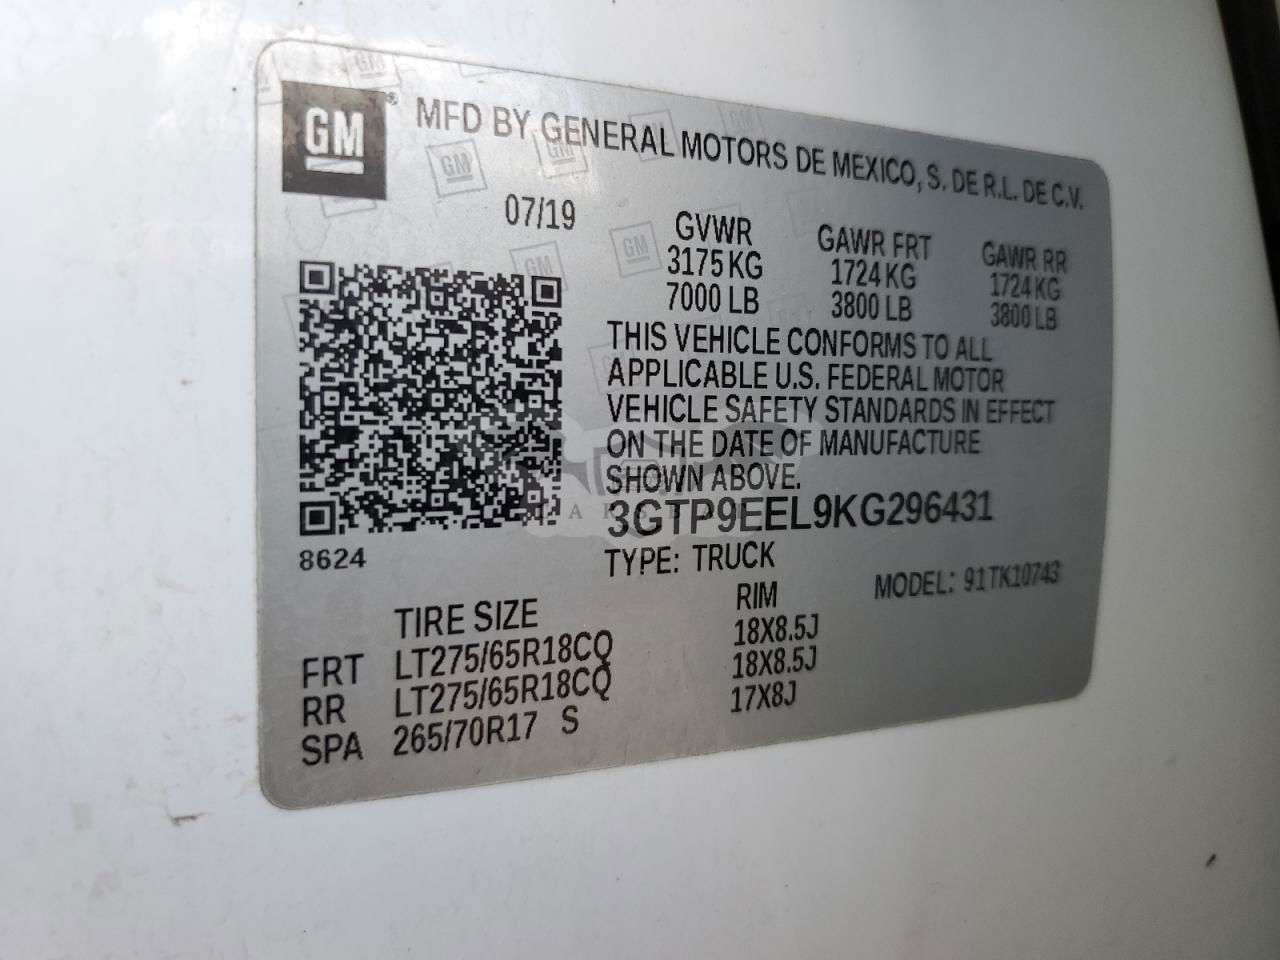 GM
MFD BY GENERAL MOTORS DE MEXICO, S. DE R.L. DE C.V.
07/19
GVWR GAWR FRT GAWR RR
3175 KG 1724 KG 1724 KG
7000 LB 3800 LB 3800 LB
THIS VEHICLE CONFORMS TO ALL
APPLICABLE U.S. FEDERAL MOTOR
VEHICLE SAFETY STANDARDS IN EFFECT
ON THE DATE OF MANUFACTURE
SHOWN ABOVE.
3GTP9EEL9KG296431
8624
TYPE: TRUCK
MODEL: 91TK10743
TIRE SIZE RIM
FRT LT275/65R18CQ 18X8.5J
RR LT275/65R18CQ 18X8.5J
SPA 265/70R17 S 17X8J